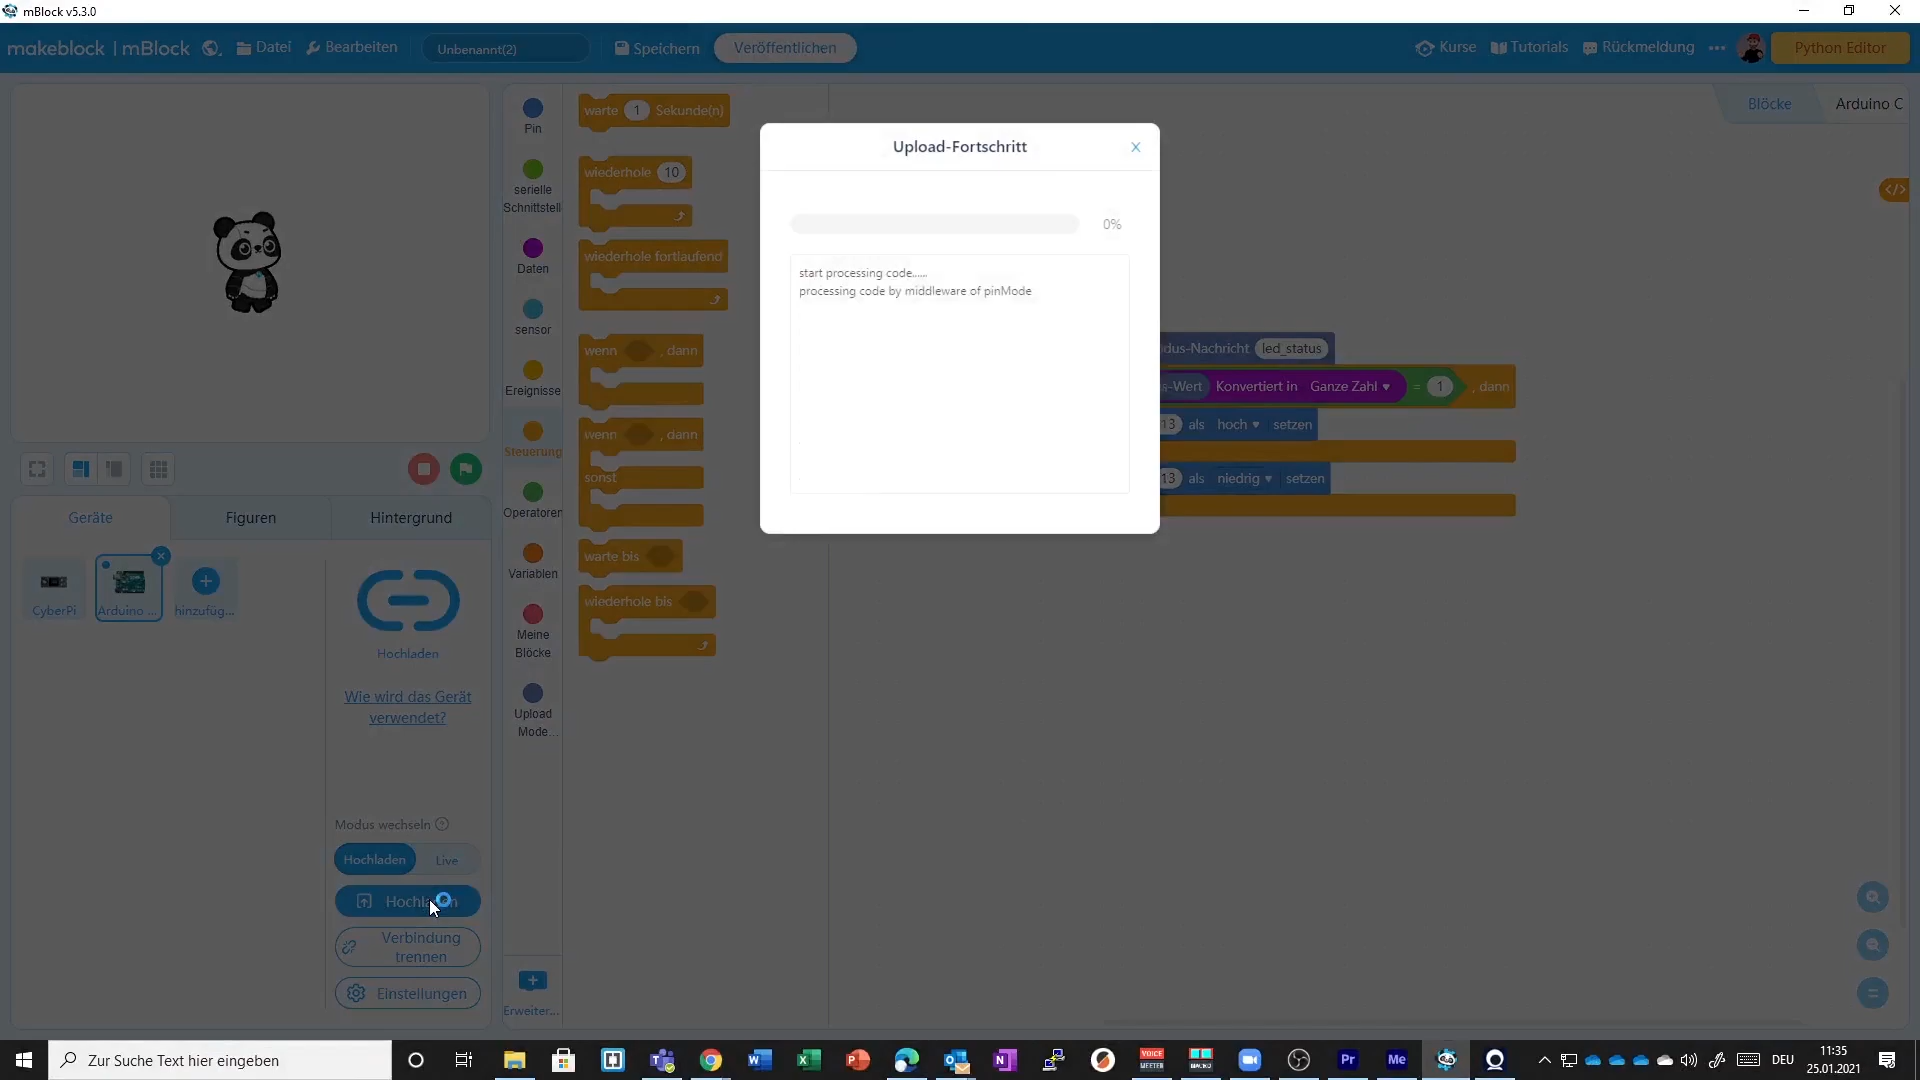 mBlock v5.3.0
makeblock | mBlock
Datei
Bearbeiten
Unbenannt(2)
Speichern
Veröffentlichen
Kurse
Tutorials
Rückmeldung
Python Editor
Pin
serielle
Schnittstell
Daten
sensor
Ereignisse
Steuerung
Operatoren
Variablen
Meine
Blöcke
Upload
Mode...
Erweiter...
warte 1 Sekunde(n)
wiederhole 10
wiederhole fortlaufend
wenn , dann
wenn , dann
sonst
warte bis
wiederhole bis
Upload-Fortschritt
x
0%
start processing code......
processing code by middleware of pinMode
Blöcke
Arduino C
</>
dus-Nachricht led_status
s-Wert Konvertiert in Ganze Zahl = 1 , dann
13 als hoch setzen
13 als niedrig setzen
Geräte
Figuren
Hintergrund
CyberPi
Arduino ...
hinzufüg...
Hochladen
Wie wird das Gerät
verwendet?
Modus wechseln
Hochladen
Live
Verbindung
trennen
Einstellungen
Zur Suche Text hier eingeben
VOICE
MEETER
Pr
Me
DEU
11:35
25.01.2021